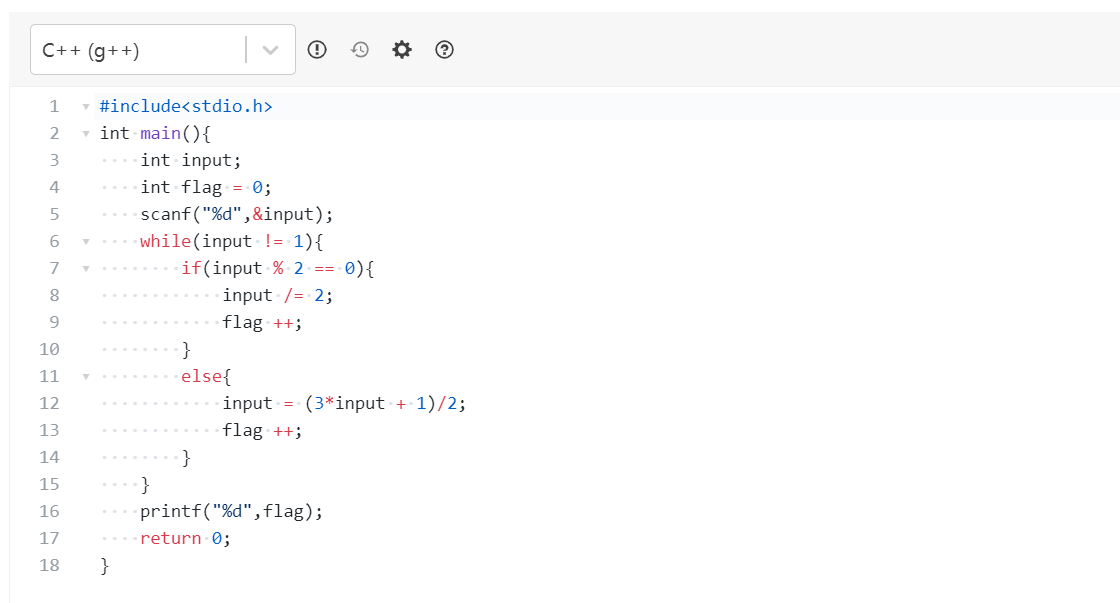 C++ (g++)
1 #include<stdio.h>
2 int main(){
3     int input;
4     int flag = 0;
5     scanf("%d",&input);
6     while(input != 1){
7         if(input % 2 == 0){
8             input /= 2;
9             flag ++;
10         }
11         else{
12             input = (3*input + 1)/2;
13             flag ++;
14         }
15     }
16     printf("%d",flag);
17     return 0;
18 }